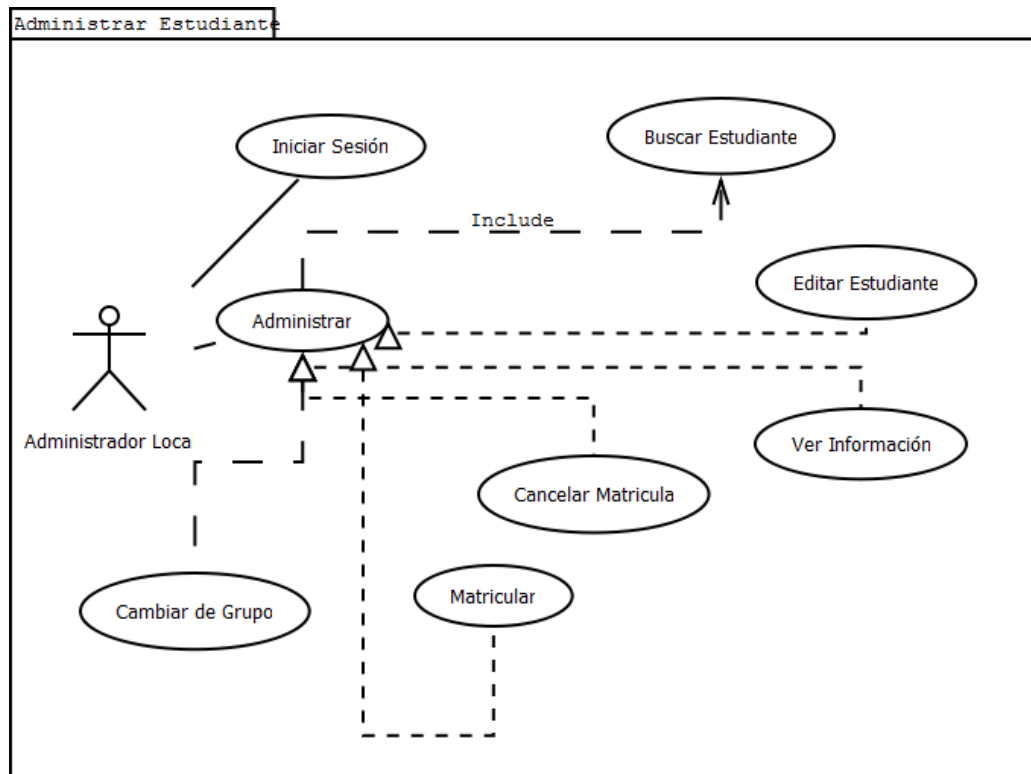 Administrar Estudiante
Iniciar Sesión
Buscar Estudiante
Include
Editar Estudiante
Administrar
Administrador Loca
Ver Información
Cancelar Matricula
Matricular
Cambiar de Grupo